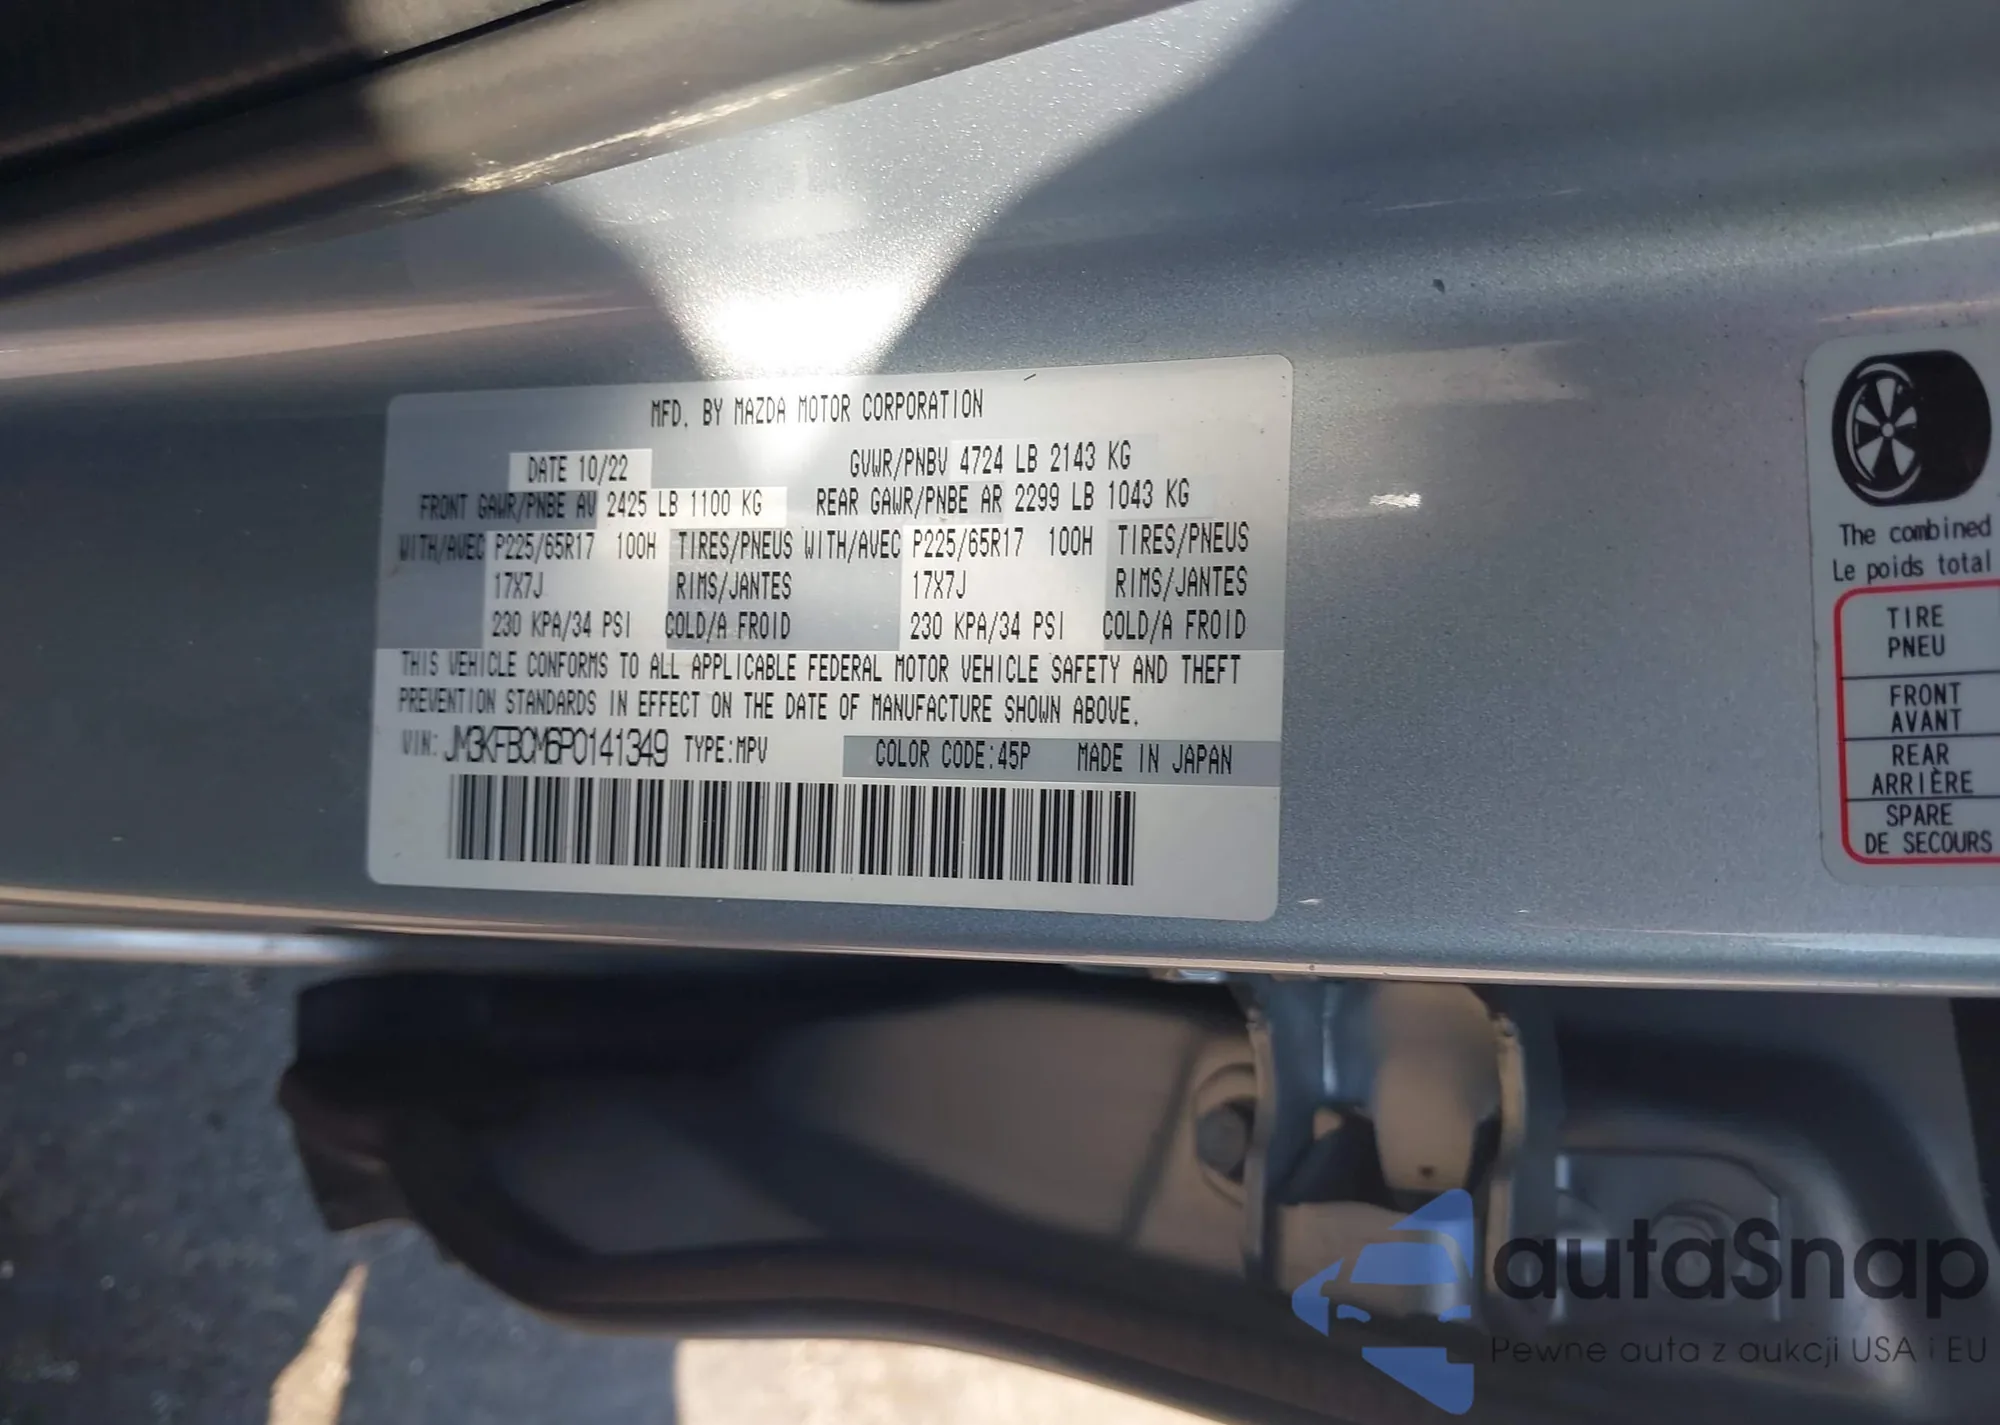 MFD. BY MAZDA MOTOR CORPORATION
DATE 10/22 GVWR/PNBV 4724 LB 2143 KG
FRONT GAWR/PNBE AV 2425 LB 1100 KG REAR GAWR/PNBE AR 2299 LB 1043 KG
WITH/AVEC P225/65R17 100H TIRES/PNEUS WITH/AVEC P225/65R17 100H TIRES/PNEUS
17X7J RIMS/JANTES 17X7J RIMS/JANTES
230 KPA/34 PSI COLD/A FROID 230 KPA/34 PSI COLD/A FROID
THIS VEHICLE CONFORMS TO ALL APPLICABLE FEDERAL MOTOR VEHICLE SAFETY AND THEFT
PREVENTION STANDARDS IN EFFECT ON THE DATE OF MANUFACTURE SHOWN ABOVE.
VIN: JM3KFBCM6P0141349 TYPE:MPV COLOR CODE:45P MADE IN JAPAN
The combined
Le poids total
TIRE
PNEU
FRONT
AVANT
REAR
ARRIÈRE
SPARE
DE SECOURS
autaSnap
Pewne auta z aukcji USA i EU